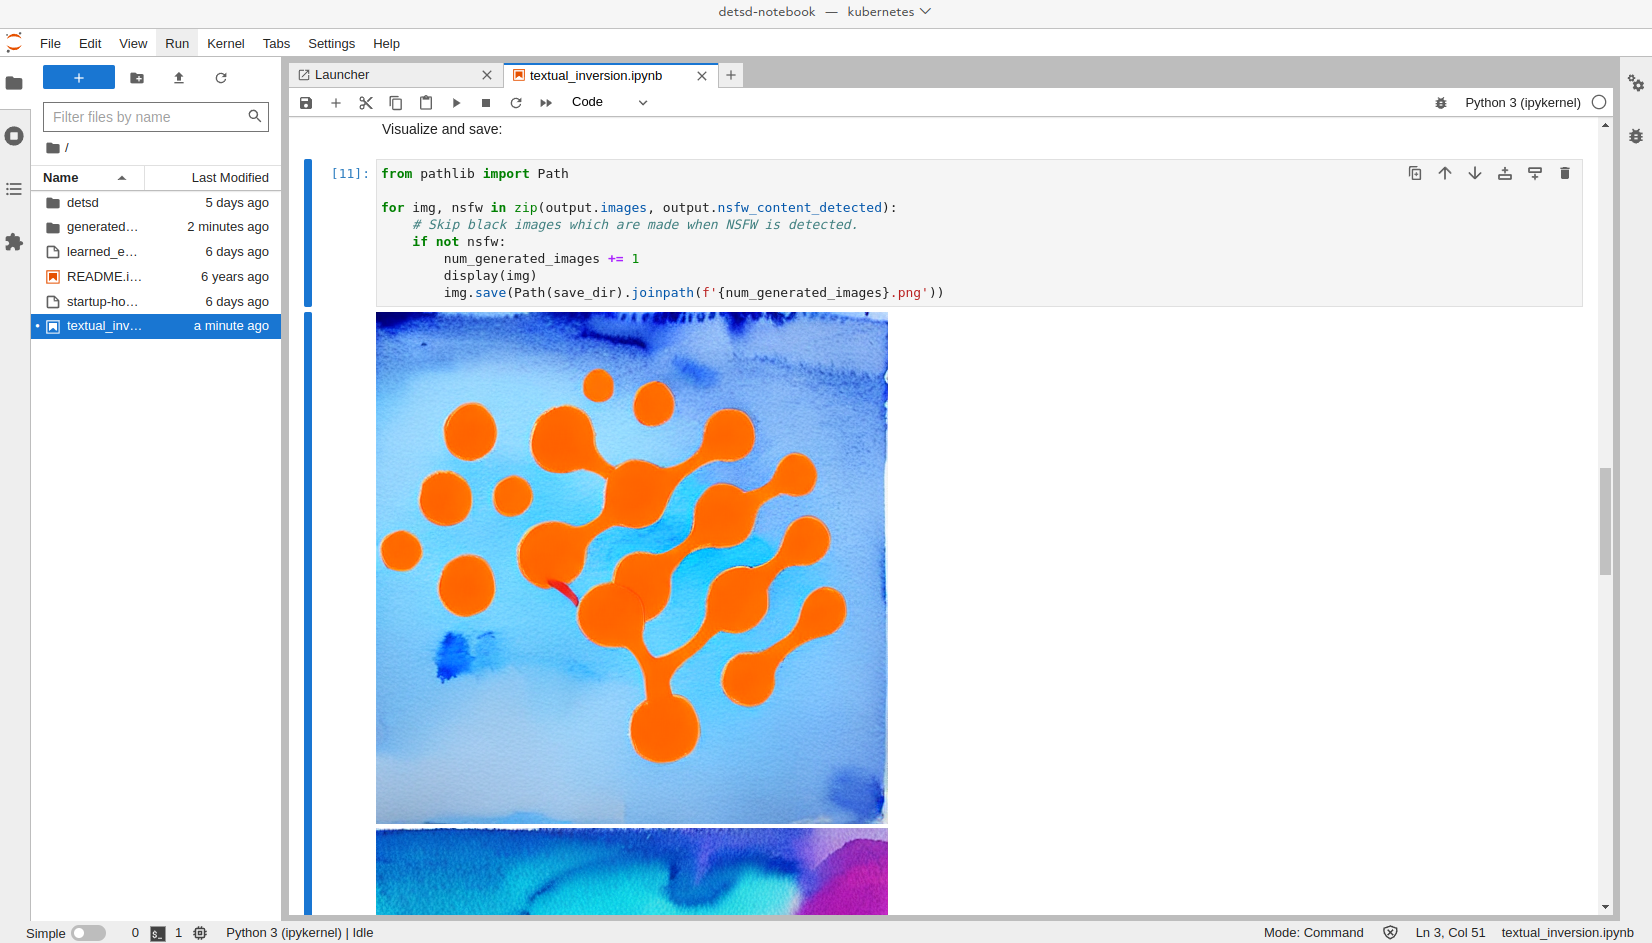 detsd-notebook — kubernetes
File Edit View Run Kernel Tabs Settings Help
+
Launcher
textual_inversion.ipynb
+
Filter files by name
Code
Python 3 (ipykernel)
/
Name Last Modified
detsd 5 days ago
generated… 2 minutes ago
learned_e… 6 days ago
README.i… 6 years ago
startup-ho… 6 days ago
• textual_inv… a minute ago
Visualize and save:
[11]:
from pathlib import Path
for img, nsfw in zip(output.images, output.nsfw_content_detected):
    # Skip black images which are made when NSFW is detected.
    if not nsfw:
        num_generated_images += 1
        display(img)
        img.save(Path(save_dir).joinpath(f'{num_generated_images}.png'))
Simple 0 $_ 1 Python 3 (ipykernel) | Idle Mode: Command Ln 3, Col 51 textual_inversion.ipynb